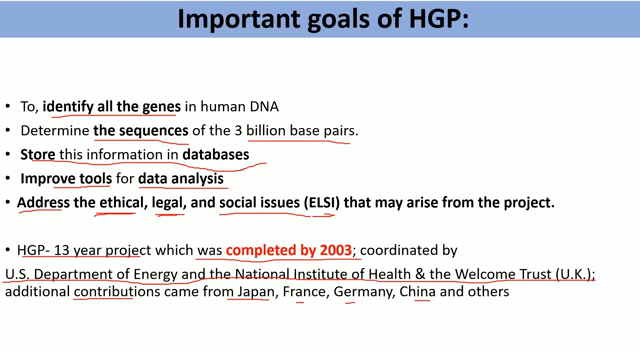 Important goals of HGP:
• To, identify all the genes in human DNA
• Determine the sequences of the 3 billion base pairs.
• Store this information in databases
• Improve tools for data analysis
• Address the ethical, legal, and social issues (ELSI) that may arise from the project.
• HGP- 13 year project which was completed by 2003; coordinated by
U.S. Department of Energy and the National Institute of Health & the Welcome Trust (U.K.);
additional contributions came from Japan, France, Germany, China and others